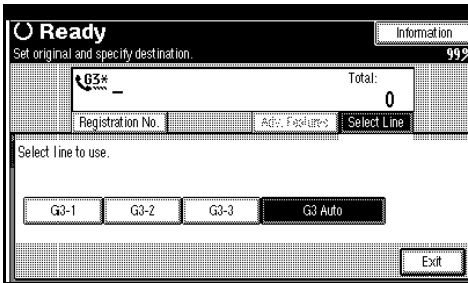 Ready Information
Set original and specify destination. 99%
G3* _ Total:
0
Registration No. Adv. Features Select Line
Select line to use.
G3-1 G3-2 G3-3 G3 Auto
Exit